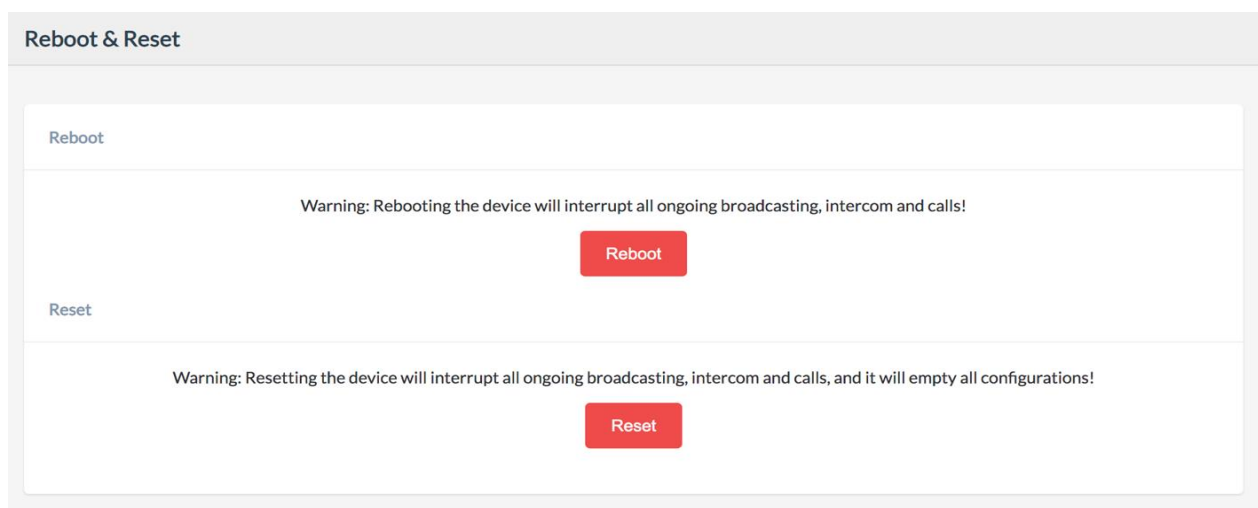 Reboot & Reset
Reboot
Warning: Rebooting the device will interrupt all ongoing broadcasting, intercom and calls!
Reboot
Reset
Warning: Resetting the device will interrupt all ongoing broadcasting, intercom and calls, and it will empty all configurations!
Reset